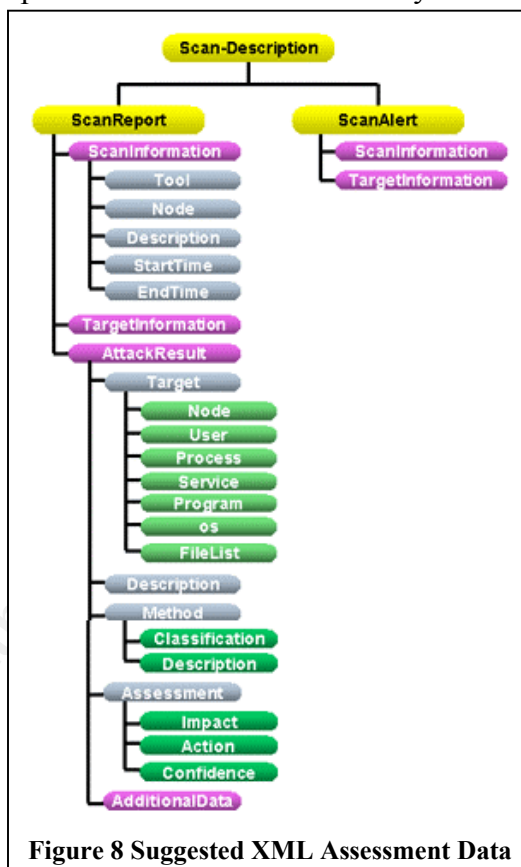 Scan-Description
ScanReport
ScanAlert
ScanInformation
ScanInformation
Tool
TargetInformation
Node
Description
StartTime
EndTime
TargetInformation
AttackResult
Target
Node
User
Process
Service
Program
os
FileList
Description
Method
Classification
Description
Assessment
Impact
Action
Confidence
AdditionalData
Figure 8 Suggested XML Assessment Data